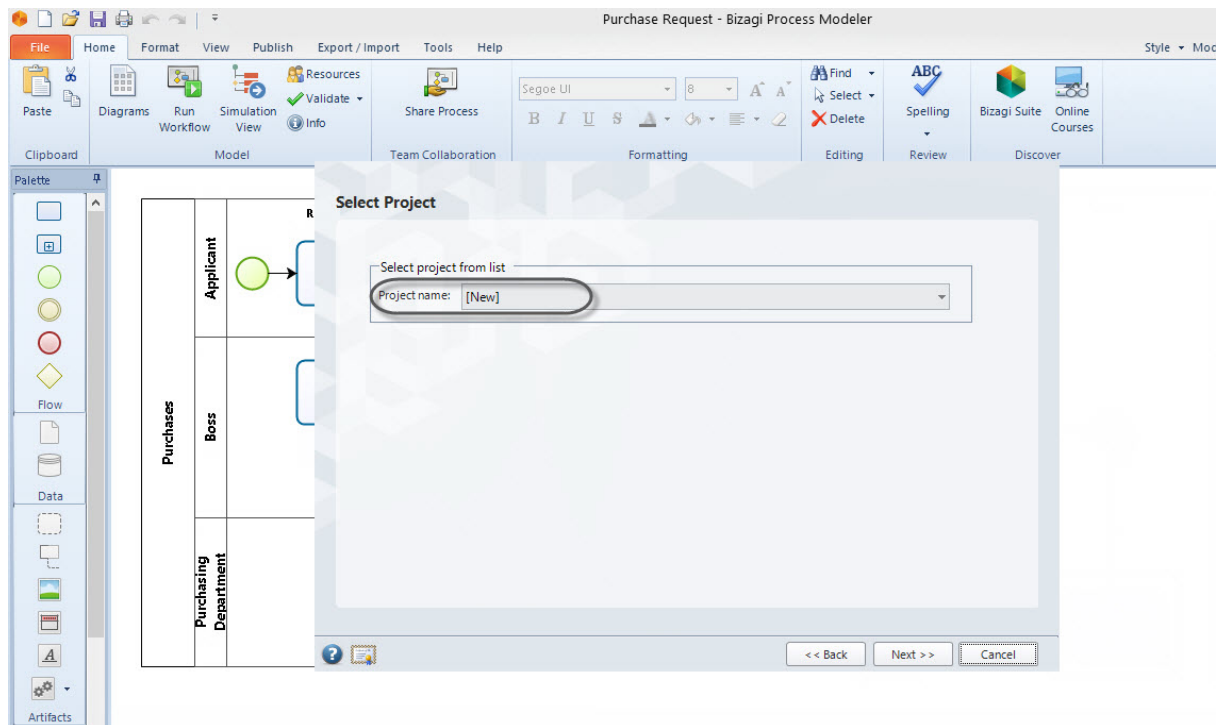 Purchase Request - Bizagi Process Modeler
File Home Format View Publish Export / Import Tools Help Style
Paste
Clipboard
Diagrams
Run Workflow
Simulation View
Resources
Validate
Info
Model
Share Process
Team Collaboration
Segoe UI 8 A A
B I U S A
Formatting
Find
Select
Delete
Editing
ABC
Spelling
Review
Bizagi Suite
Online Courses
Discover
Palette
Flow
Data
A
Artifacts
Purchases
Applicant
Boss
Purchasing
Department
R
Select Project
Select project from list
Project name: [New]
<< Back Next >> Cancel